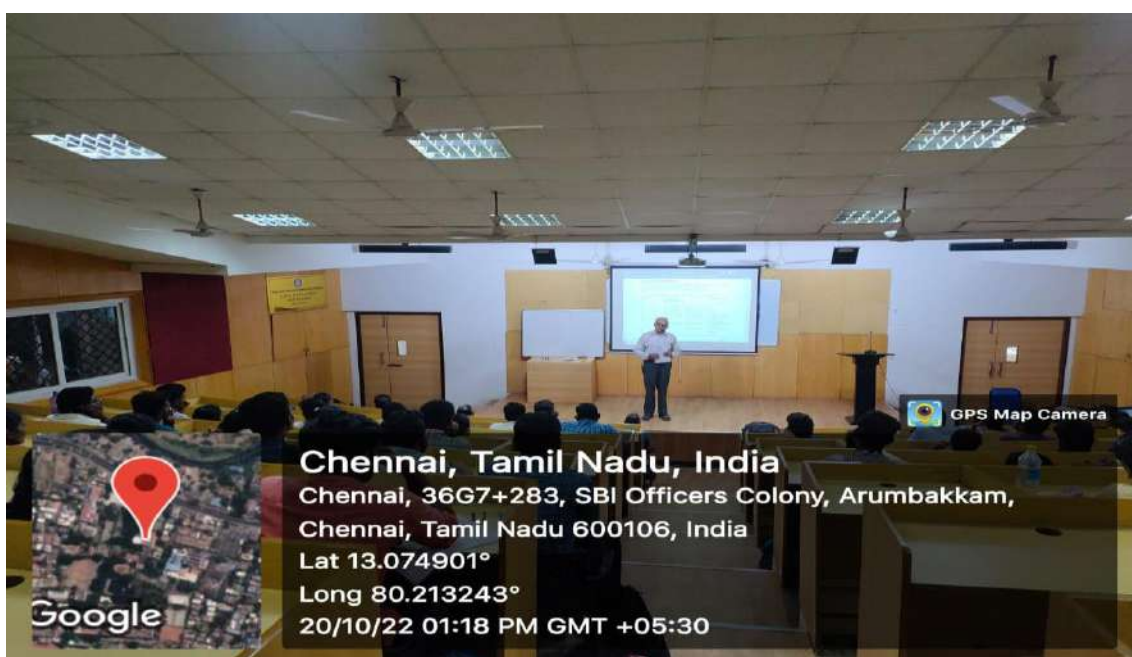 GPS Map Camera
Chennai, Tamil Nadu, India
Chennai, 36G7+283, SBI Officers Colony, Arumbakkam,
Chennai, Tamil Nadu 600106, India
Lat 13.074901°
Long 80.213243°
20/10/22 01:18 PM GMT +05:30
Google